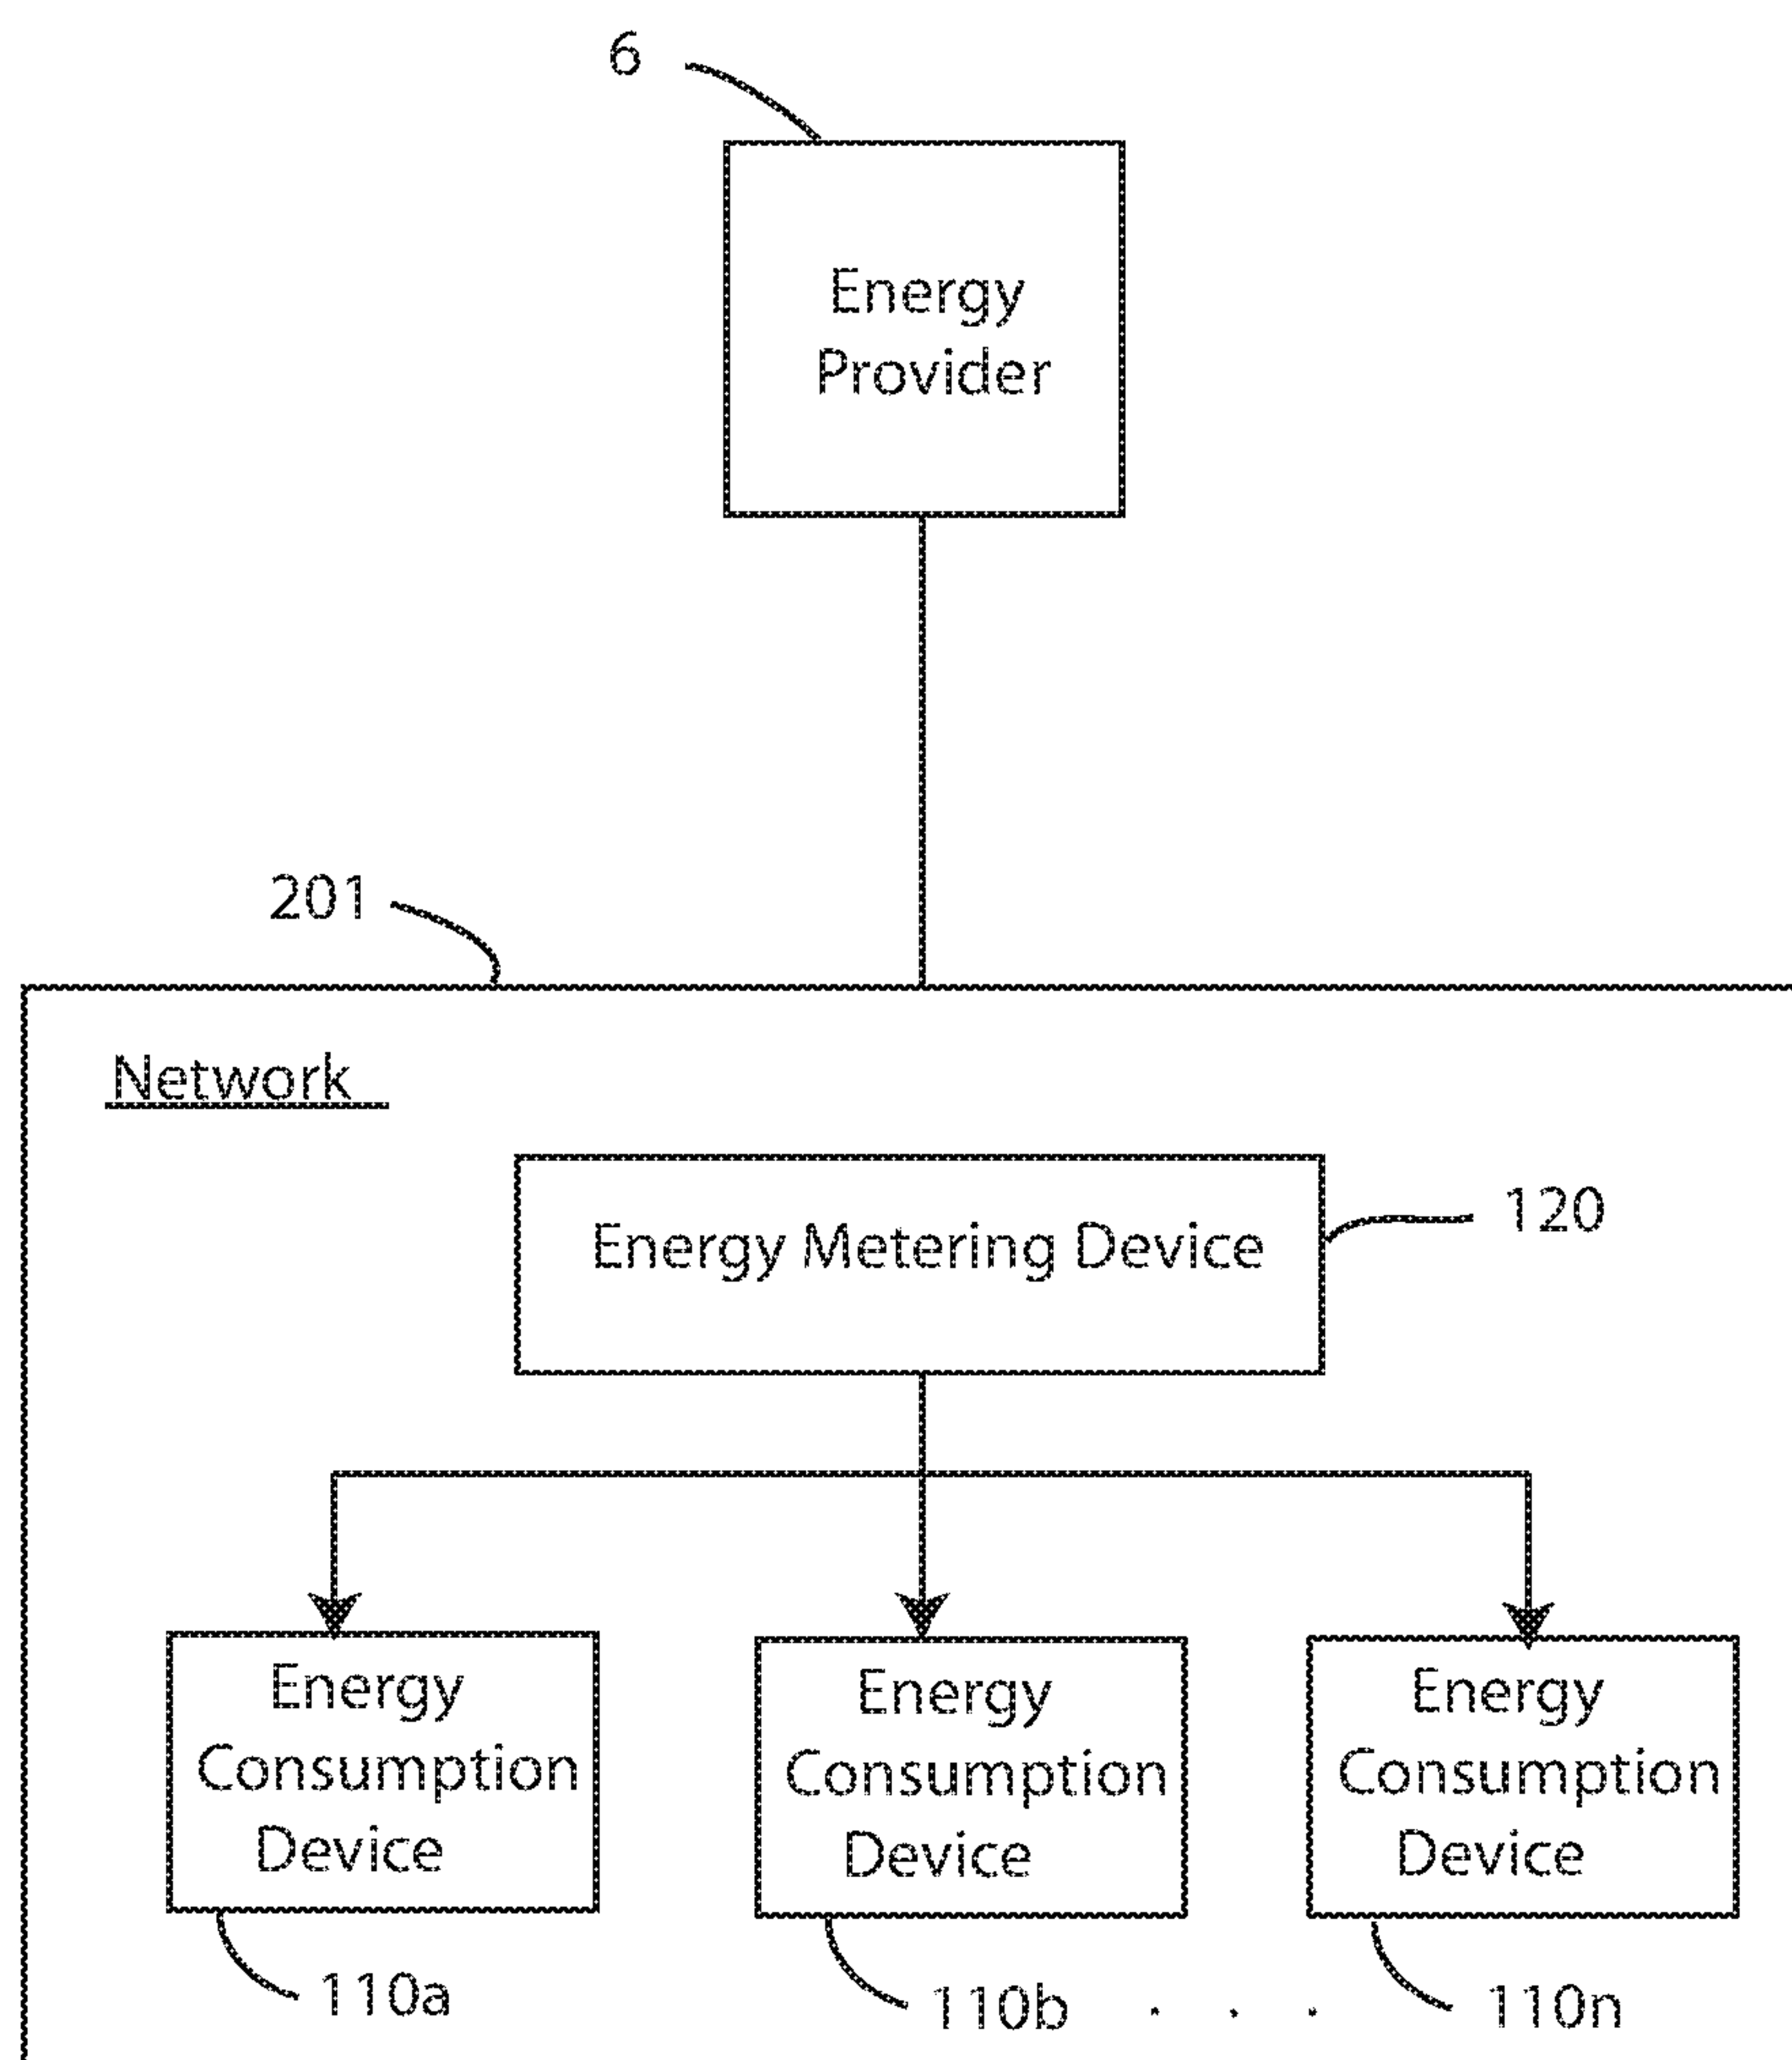 6
Energy
Provider
201
Network
Energy Metering Device
120
Energy
Consumption
Device
Energy
Consumption
Device
Energy
Consumption
Device
110a
110b . . . 110n